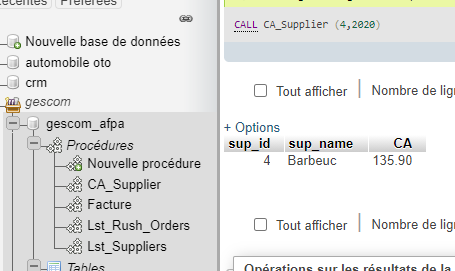 Récentes Préférées
Nouvelle base de données
automobile oto
crm
gescom
gescom_afpa
Procédures
Nouvelle procédure
CA_Supplier
Facture
Lst_Rush_Orders
Lst_Suppliers
Tables
CALL CA_Supplier (4,2020)
Tout afficher
Nombre de lig
+ Options
sup_id sup_name CA
4 Barbeuc 135.90
Tout afficher
Nombre de lig
Opérations sur les résultats de la